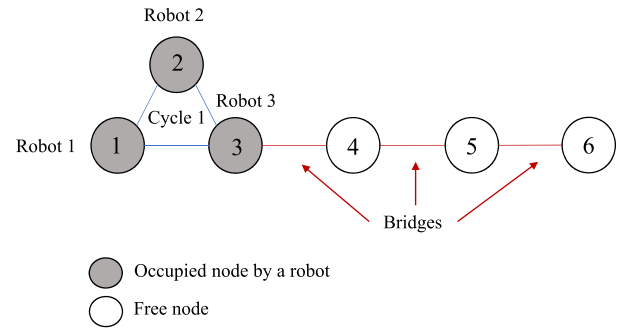 Robot 2
2
Robot 3
Cycle 1
Robot 1
1
3
4
5
6
Bridges
Occupied node by a robot
Free node